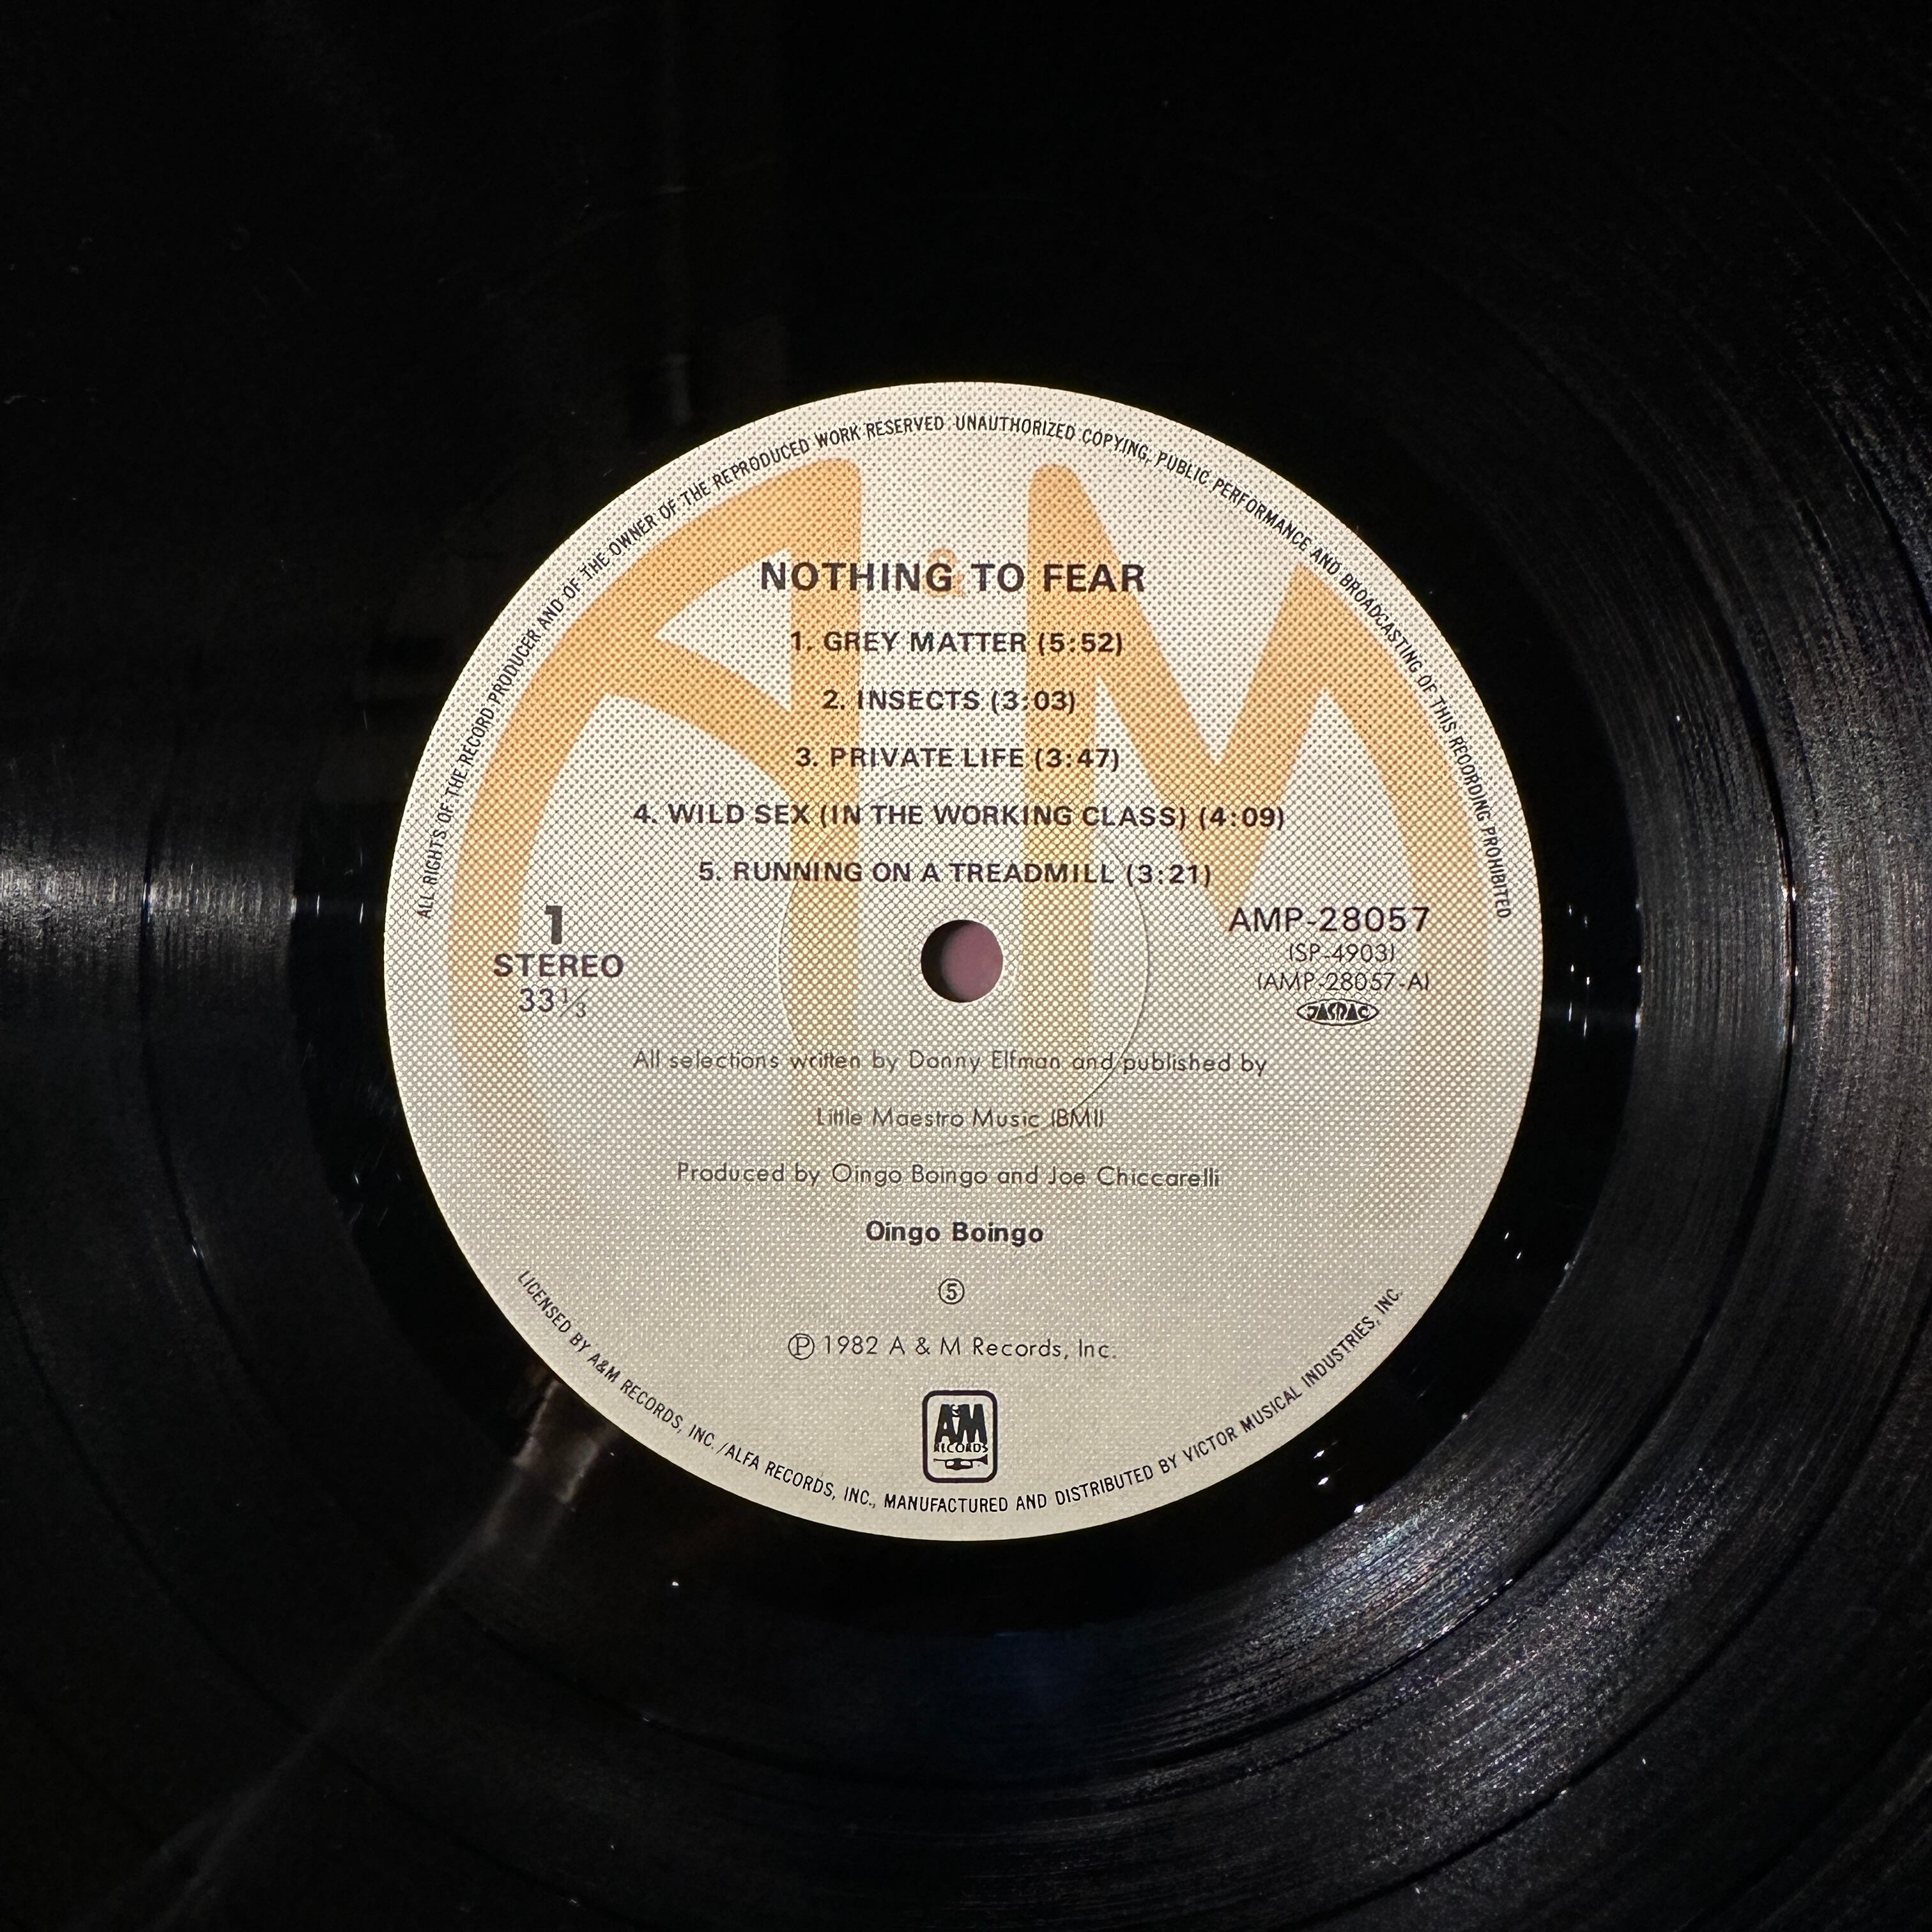 ALL RIGHTS OF THE RECORD PRODUCER AND OF THE OWNER OF THE REPRODUCED WORK RESERVED UNAUTHORIZED COPYING, PUBLIC PERFORMANCE AND BROADCASTING OF THIS RECORDING PROHIBITED
A&M
NOTHING TO FEAR
1. GREY MATTER (5:52)
2. INSECTS (3:03)
3. PRIVATE LIFE (3:47)
4. WILD SEX (IN THE WORKING CLASS) (4:09)
5. RUNNING ON A TREADMILL (3:21)
1
STEREO
33⅓
AMP-28057
(SP-4903)
(AMP-28057-A)
JASRAC
All selections written by Danny Elfman and published by
Little Maestro Music (BMI)
Produced by Oingo Boingo and Joe Chiccarelli
Oingo Boingo
⑤
Ⓟ 1982 A & M Records, Inc.
A&M
RECORDS
LICENSED BY A&M RECORDS, INC./ALFA RECORDS, INC., MANUFACTURED AND DISTRIBUTED BY VICTOR MUSICAL INDUSTRIES, INC.